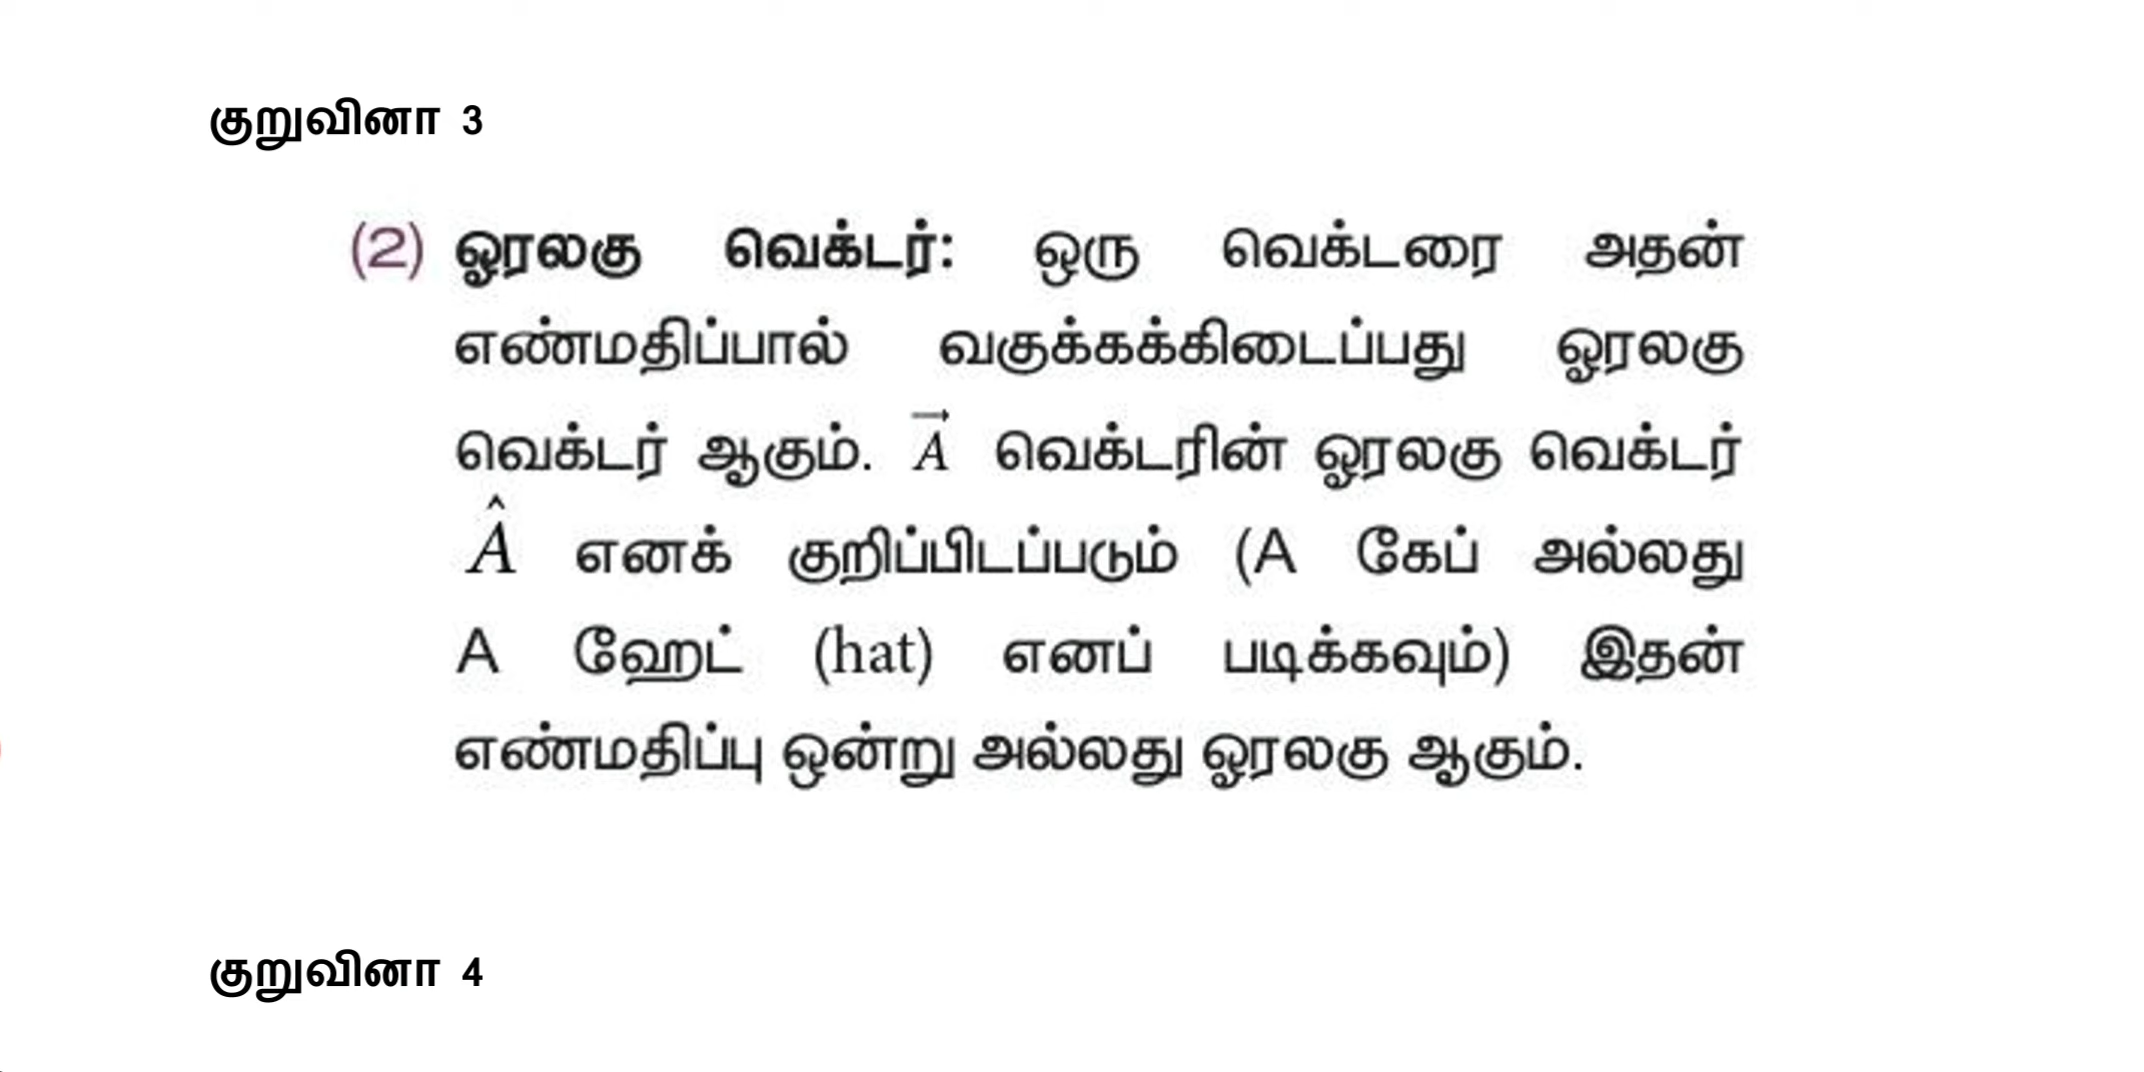 குறுவினா 3
(2) ஓரலகு வெக்டர்: ஒரு வெக்டரை அதன்
எண்மதிப்பால் வகுக்கக்கிடைப்பது ஓரலகு
வெக்டர் ஆகும். \vec{A} வெக்டரின் ஓரலகு வெக்டர்
Â எனக் குறிப்பிடப்படும் (A கேப் அல்லது
A ஹேட் (hat) எனப் படிக்கவும்) இதன்
எண்மதிப்பு ஒன்று அல்லது ஓரலகு ஆகும்.
குறுவினா 4